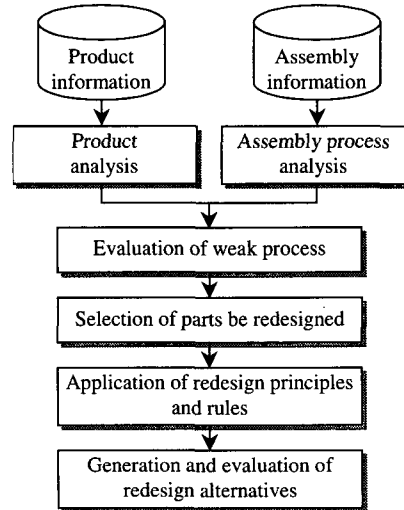 Product
information
Assembly
information
Product
analysis
Assembly process
analysis
Evaluation of weak process
Selection of parts be redesigned
Application of redesign principles
and rules
Generation and evaluation of
redesign alternatives